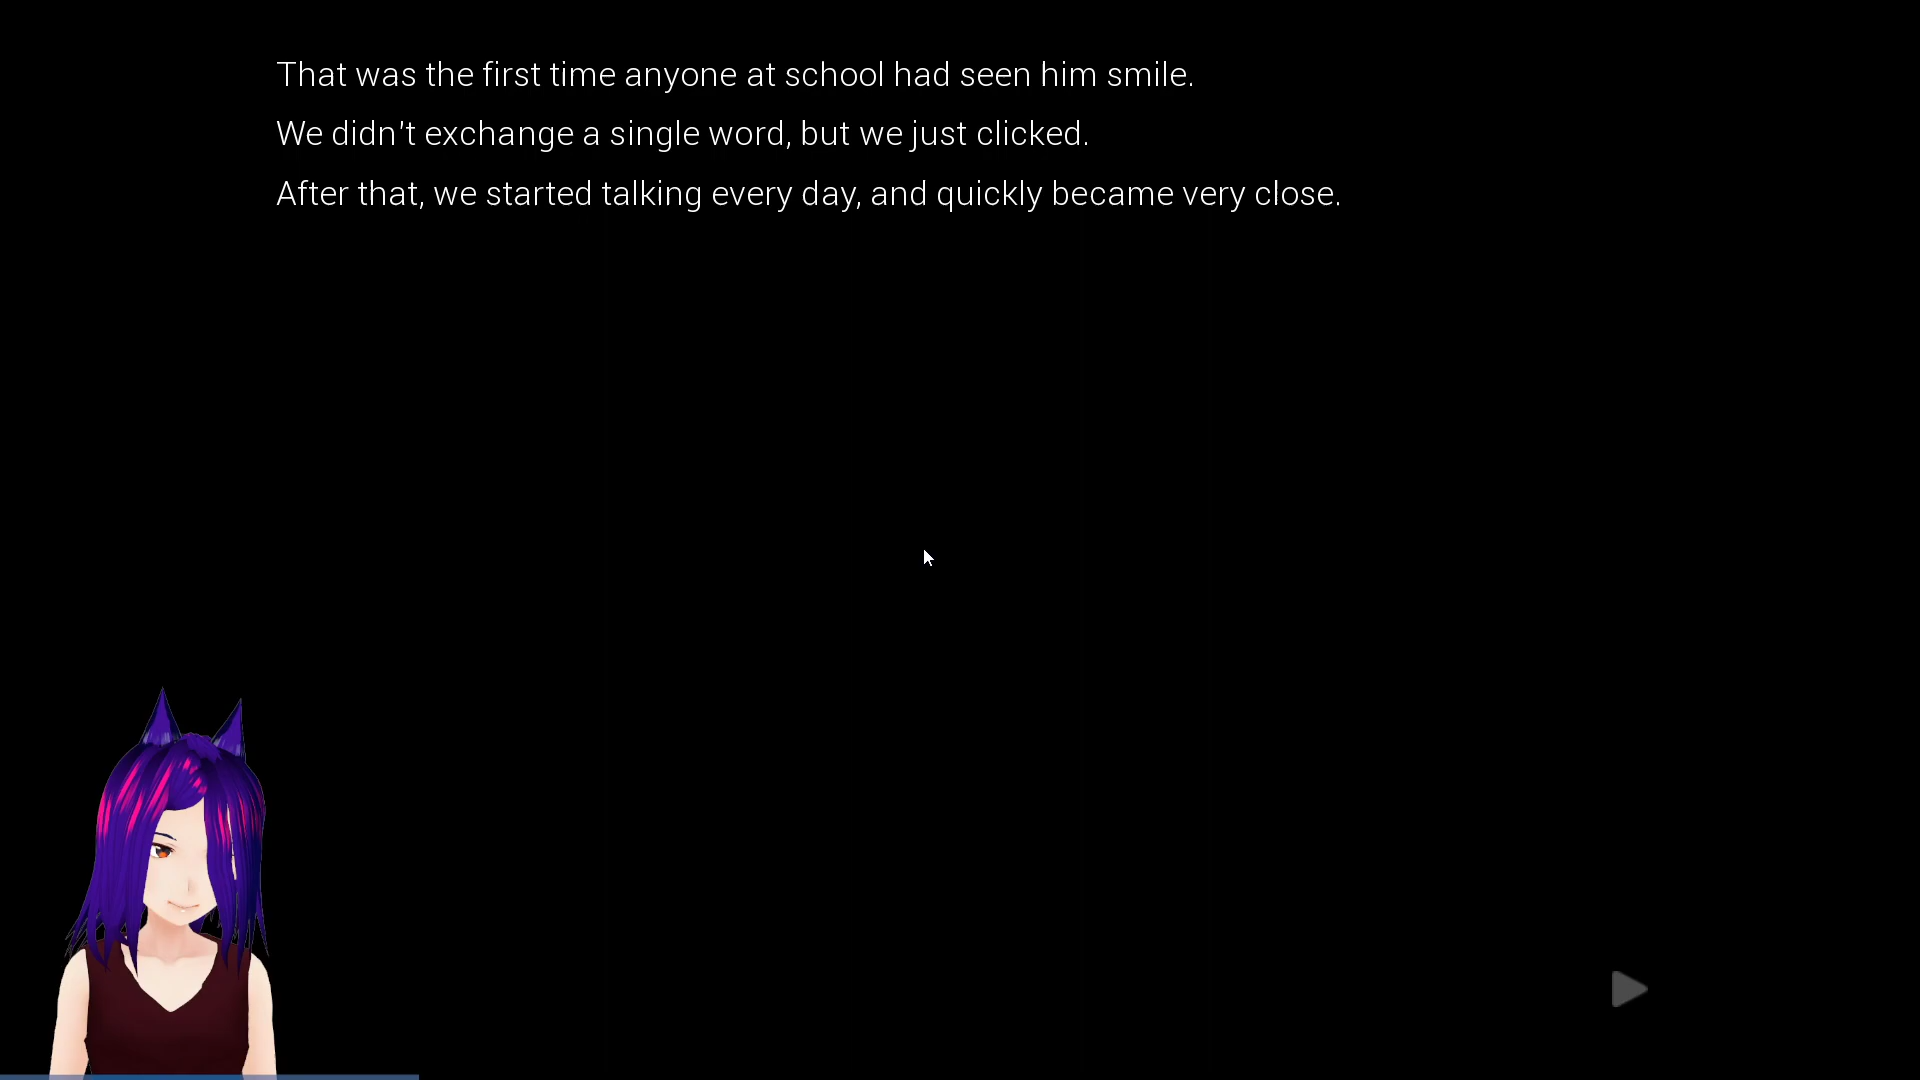 That was the first time anyone at school had seen him smile.
We didn't exchange a single word, but we just clicked.
After that, we started talking every day, and quickly became very close.